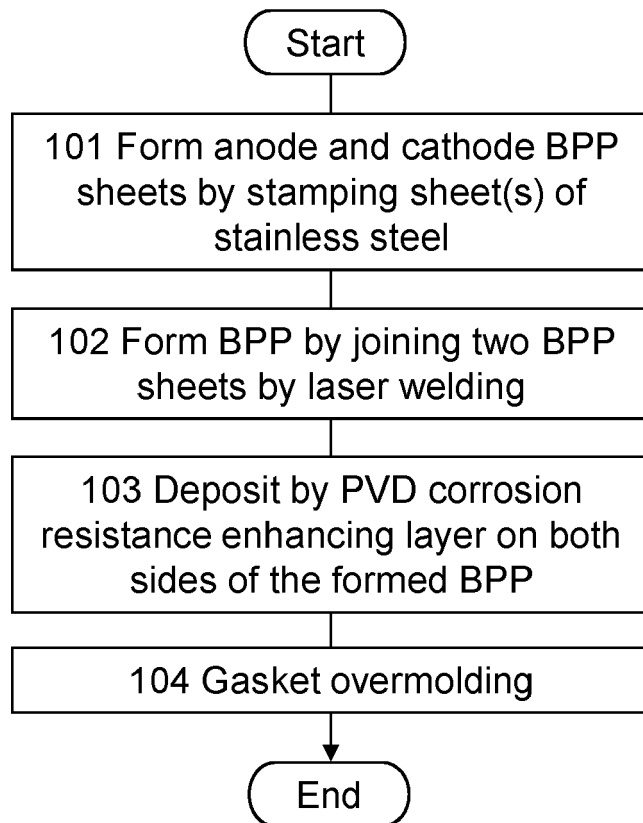 Start
101 Form anode and cathode BPP
sheets by stamping sheet(s) of
stainless steel
102 Form BPP by joining two BPP
sheets by laser welding
103 Deposit by PVD corrosion
resistance enhancing layer on both
sides of the formed BPP
104 Gasket overmolding
End